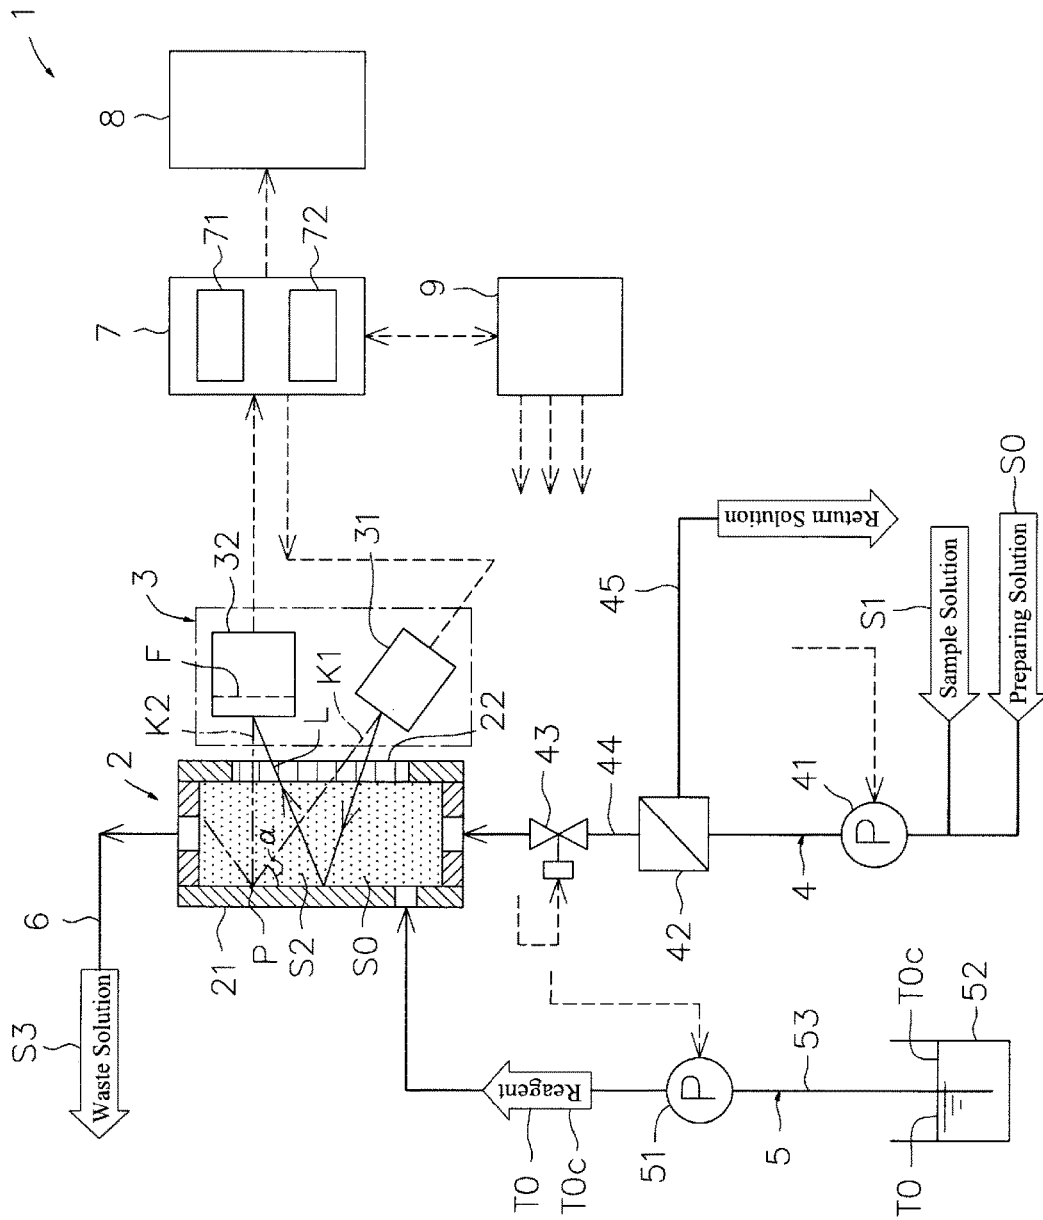 1
8
71
72
7
9
3
32
F
K2
L
K1
31
22
2
6
21
P
α
S2
S0
S3
Waste Solution
43
44
45
Return Solution
42
41
P
4
S1
Sample Solution
S0
Preparing Solution
Reagent
T0
T0c
51
P
5
53
T0
T0c
52